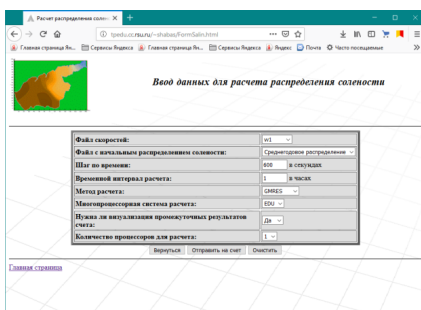 Расчет распределения солен
tpedu.cc.rsu.ru/~shabas/FormSalin.html
Главная страница Ян... Сервисы Яндекса Главная страница Ян... Сервисы Яндекса Яндекс Почта Часто посещаемые
Ввод данных для расчета распределения солености
Файл скоростей: w1
Файл с начальным распределением солености: Среднегодовое распределение
Шаг по времени: 600 в секундах
Временной интервал расчета: 1 в часах
Метод расчета: GMRES
Многопроцессорная система расчета: EDU
Нужна ли визуализация промежуточных результатов
счета: Да
Количество процессоров для расчета: 1
Вернуться Отправить на счет Очистить
Главная страница